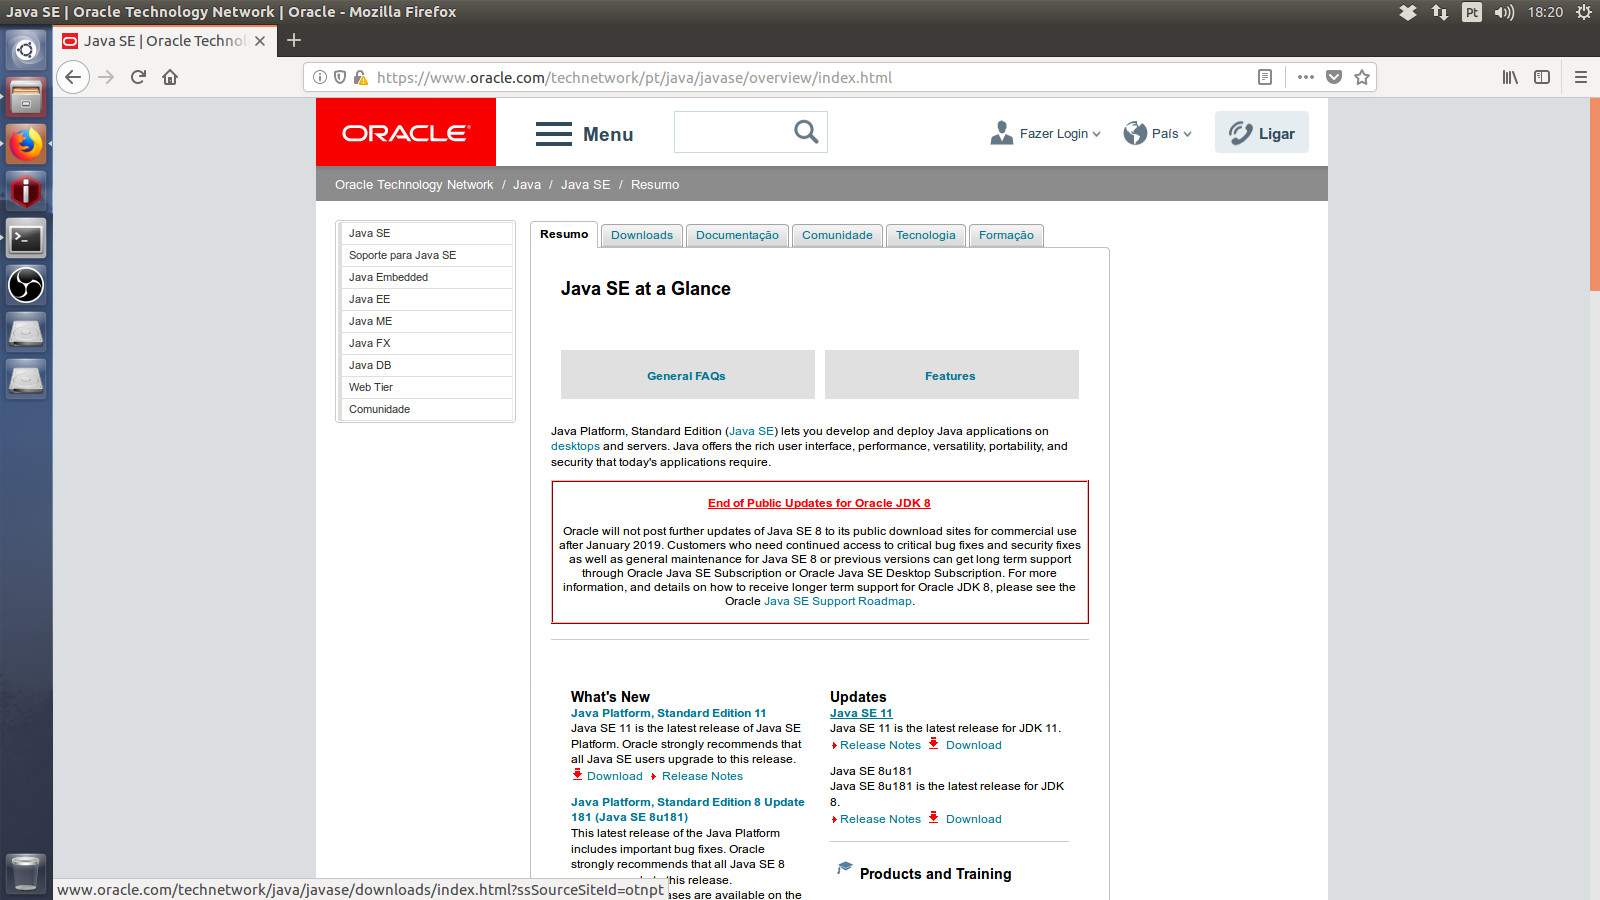 Java SE | Oracle Technology Network | Oracle - Mozilla Firefox
Pt
18:20
Java SE | Oracle Technol
https://www.oracle.com/technetwork/pt/java/javase/overview/index.html
ORACLE
Menu
Fazer Login
País
Ligar
Oracle Technology Network / Java / Java SE / Resumo
Java SE
Soporte para Java SE
Java Embedded
Java EE
Java ME
Java FX
Java DB
Web Tier
Comunidade
Resumo
Downloads
Documentação
Comunidade
Tecnologia
Formação
Java SE at a Glance
General FAQs
Features
Java Platform, Standard Edition (Java SE) lets you develop and deploy Java applications on
desktops and servers. Java offers the rich user interface, performance, versatility, portability, and
security that today's applications require.
End of Public Updates for Oracle JDK 8
Oracle will not post further updates of Java SE 8 to its public download sites for commercial use
after January 2019. Customers who need continued access to critical bug fixes and security fixes
as well as general maintenance for Java SE 8 or previous versions can get long term support
through Oracle Java SE Subscription or Oracle Java SE Desktop Subscription. For more
information, and details on how to receive longer term support for Oracle JDK 8, please see the
Oracle Java SE Support Roadmap.
What's New
Java Platform, Standard Edition 11
Java SE 11 is the latest release of Java SE
Platform. Oracle strongly recommends that
all Java SE users upgrade to this release.
Download Release Notes
Java Platform, Standard Edition 8 Update
181 (Java SE 8u181)
This latest release of the Java Platform
includes important bug fixes. Oracle
strongly recommends that all Java SE 8
this release.
are available on the
Updates
Java SE 11
Java SE 11 is the latest release for JDK 11.
Release Notes Download
Java SE 8u181
Java SE 8u181 is the latest release for JDK
8.
Release Notes Download
Products and Training
www.oracle.com/technetwork/java/javase/downloads/index.html?ssSourceSiteId=otnpt